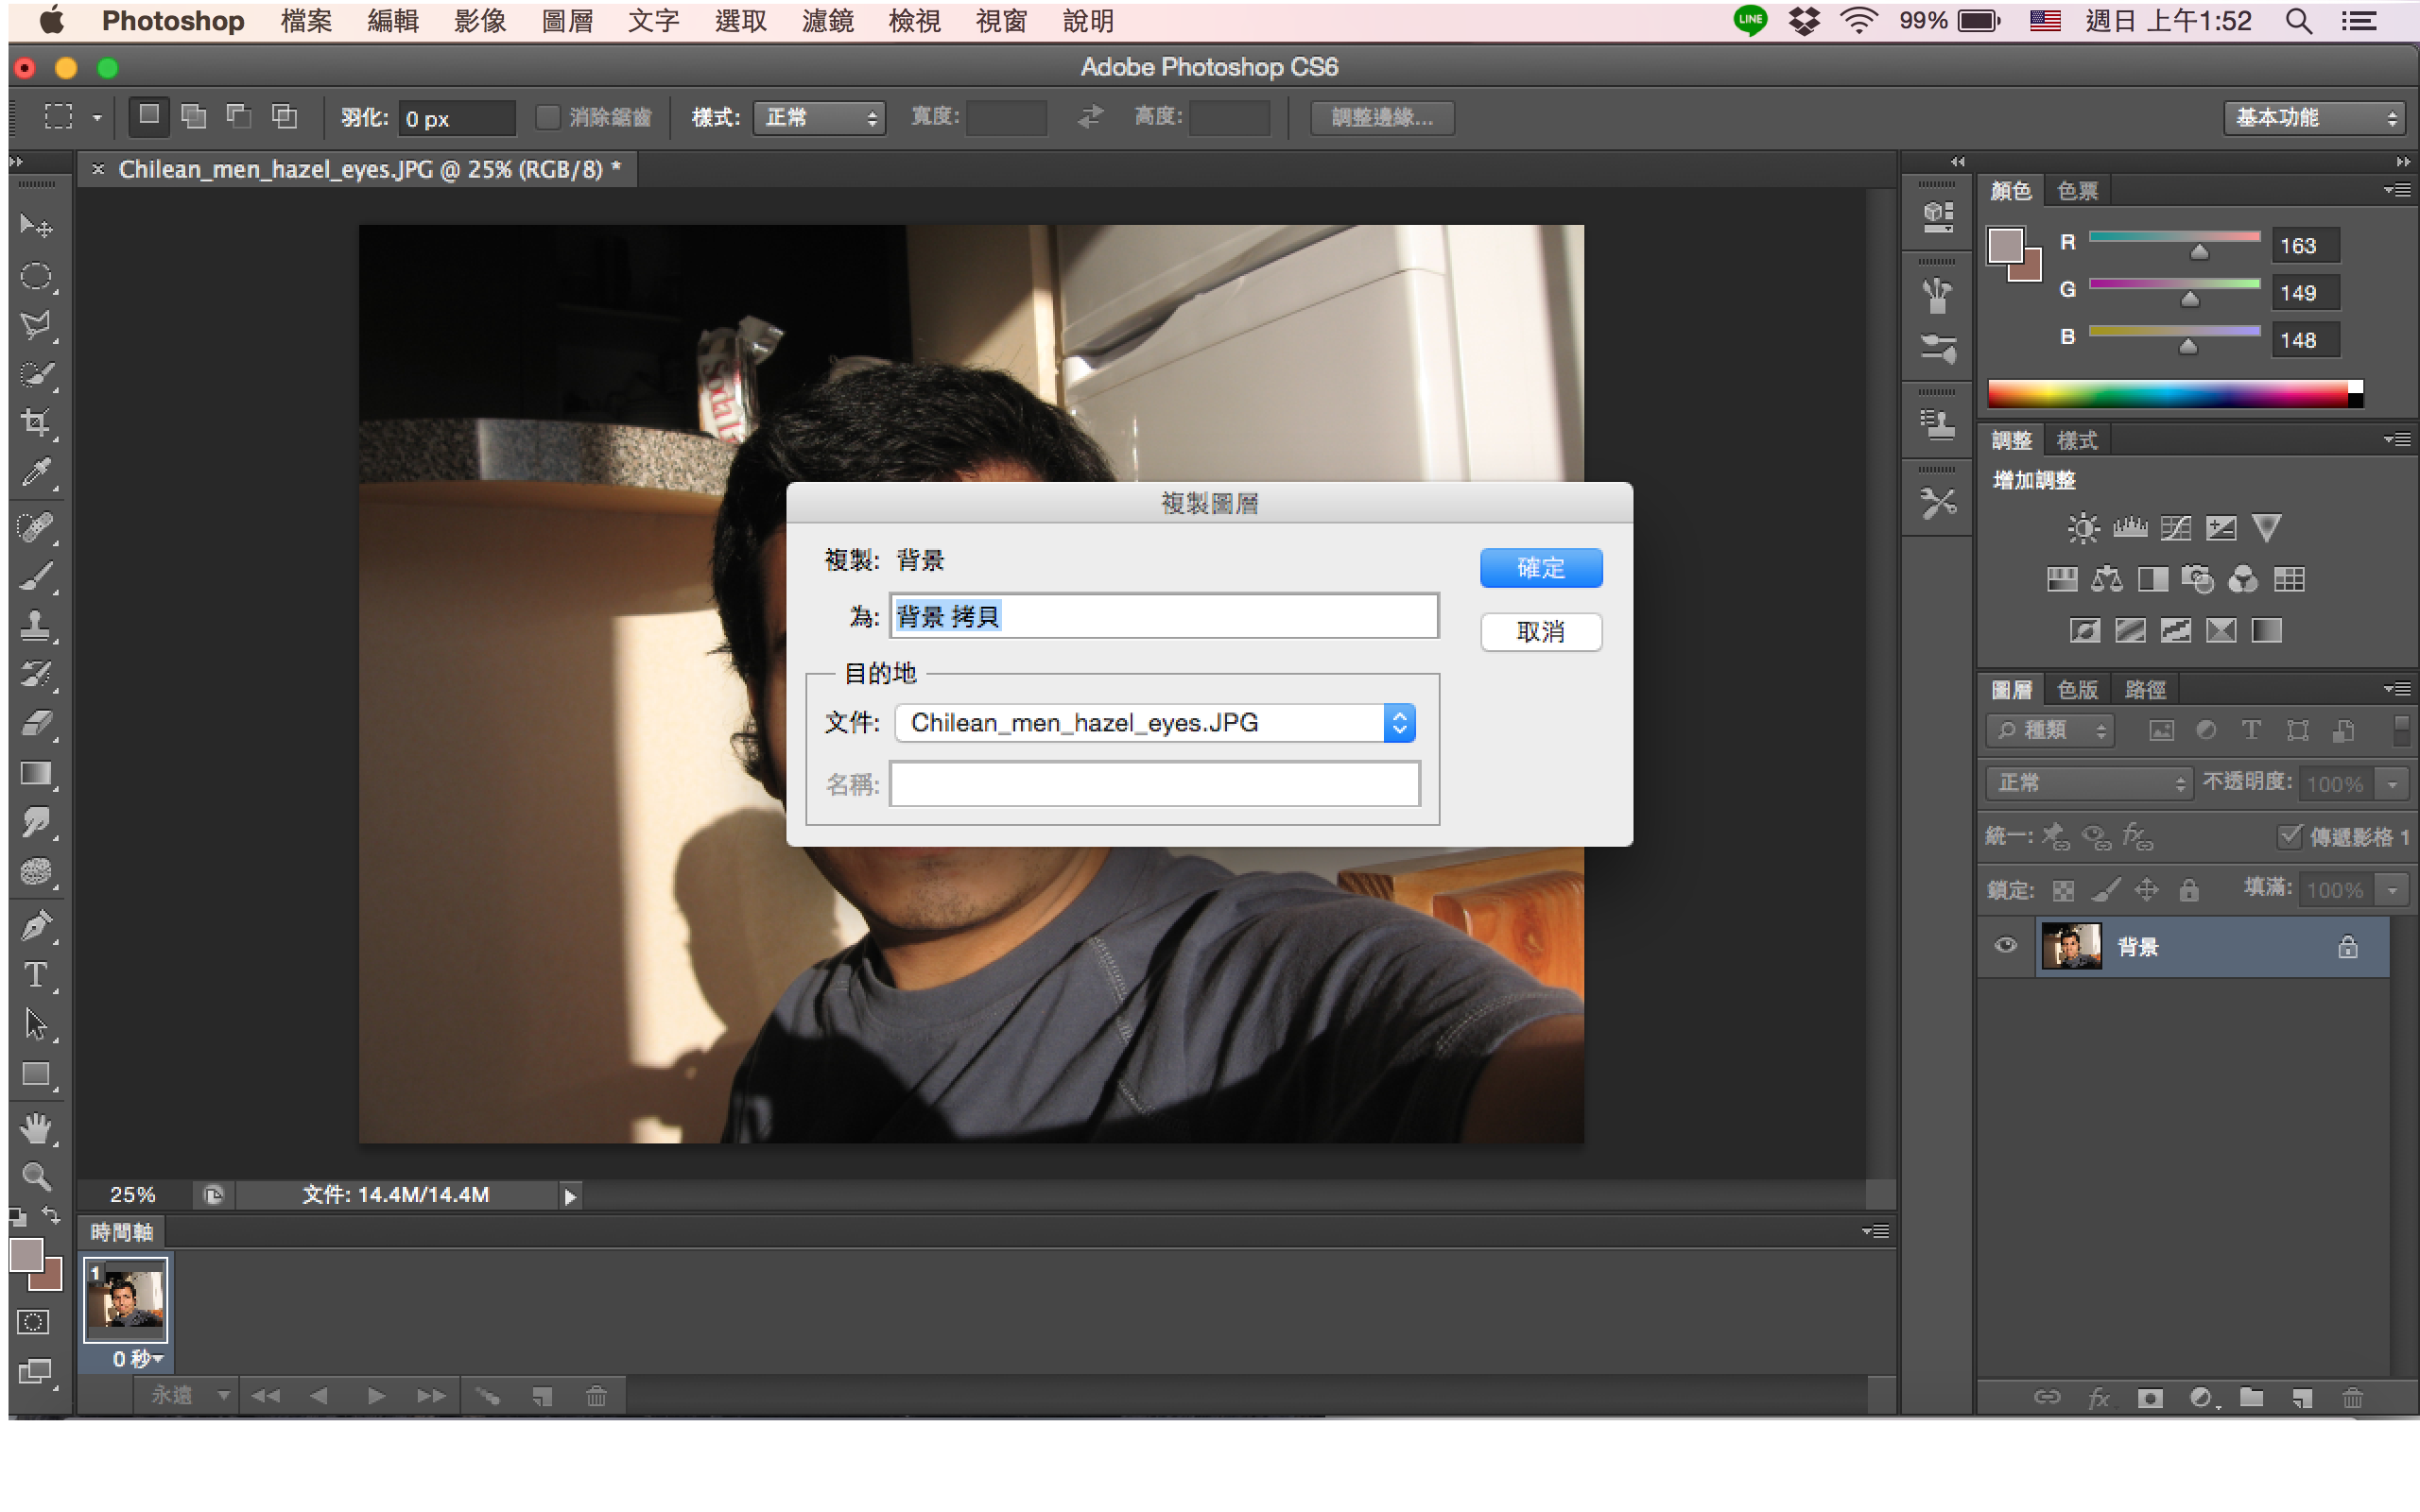 Photoshop 檔案 編輯 影像 圖層 文字 選取 濾鏡 檢視 視窗 說明 LINE 99% 週日 上午1:52
Adobe Photoshop CS6
羽化: 0 px 消除鋸齒 樣式: 正常 寬度: 高度: 調整邊緣... 基本功能
× Chilean_men_hazel_eyes.JPG @ 25% (RGB/8) *
顏色 色票
R 163
G 149
B 148
調整 樣式
增加調整
Soda
複製圖層
複製: 背景
為: 背景 拷貝
確定
取消
目的地
文件: Chilean_men_hazel_eyes.JPG
名稱:
圖層 色版 路徑
種類 T
正常 不透明度: 100%
統一: fx 傳遞影格 1
鎖定: 填滿: 100%
背景
T
25% 文件: 14.4M/14.4M
時間軸
1
0 秒
永遠
fx